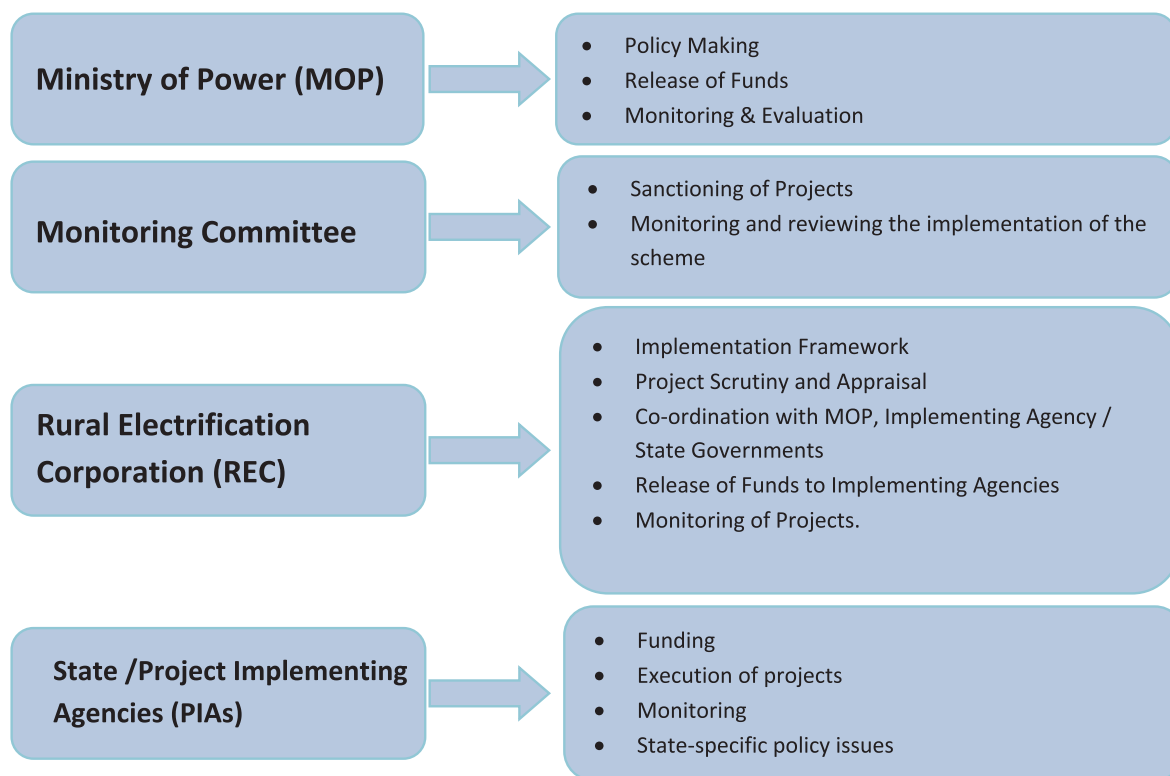 Ministry of Power (MOP)
• Policy Making
• Release of Funds
• Monitoring & Evaluation
Monitoring Committee
• Sanctioning of Projects
• Monitoring and reviewing the implementation of the
scheme
Rural Electrification
Corporation (REC)
• Implementation Framework
• Project Scrutiny and Appraisal
• Co-ordination with MOP, Implementing Agency /
State Governments
• Release of Funds to Implementing Agencies
• Monitoring of Projects.
State /Project Implementing
Agencies (PIAs)
• Funding
• Execution of projects
• Monitoring
• State-specific policy issues